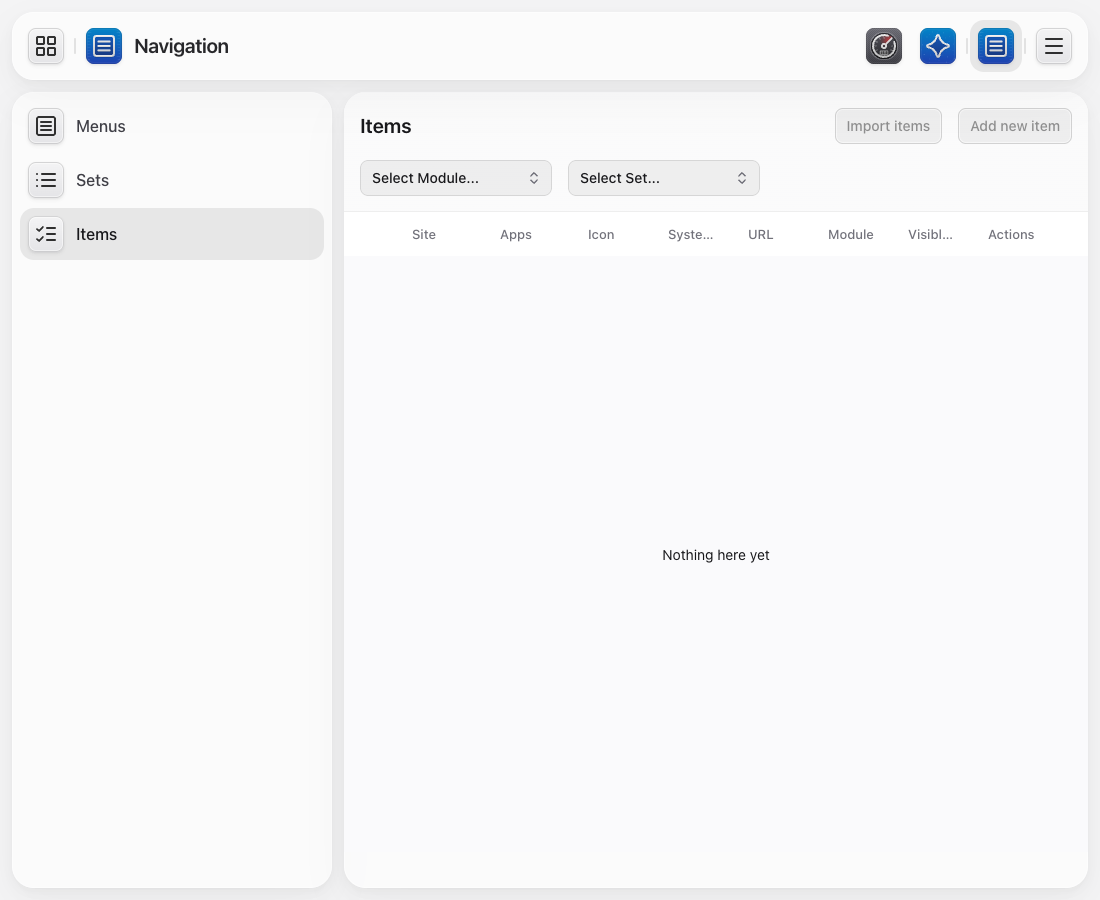 Navigation
Menus
Sets
Items
Items
Import items
Add new item
Select Module...
Select Set...
Site
Apps
Icon
Syste...
URL
Module
Visibl...
Actions
Nothing here yet